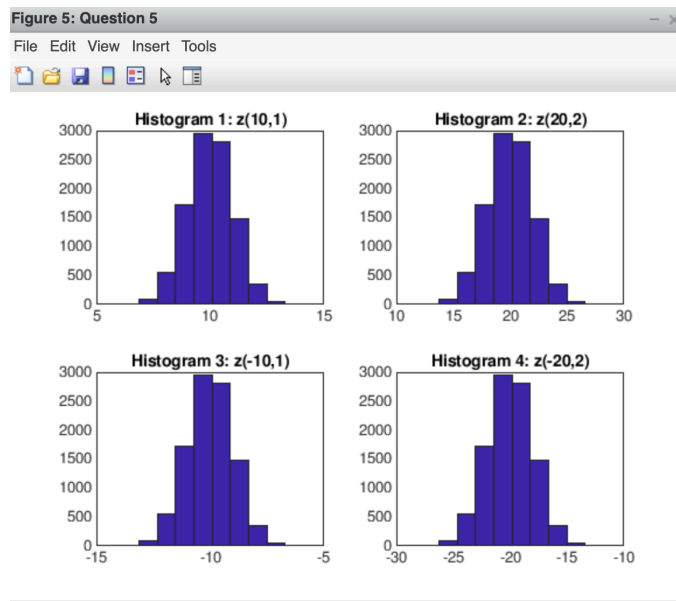 Figure 5: Question 5
File Edit View Insert Tools
Histogram 1: z(10,1)
3000
2500
2000
1500
1000
500
0
5 10 15
Histogram 2: z(20,2)
3000
2500
2000
1500
1000
500
0
10 15 20 25 30
Histogram 3: z(-10,1)
3000
2500
2000
1500
1000
500
0
-15 -10 -5
Histogram 4: z(-20,2)
3000
2500
2000
1500
1000
500
0
-30 -25 -20 -15 -10